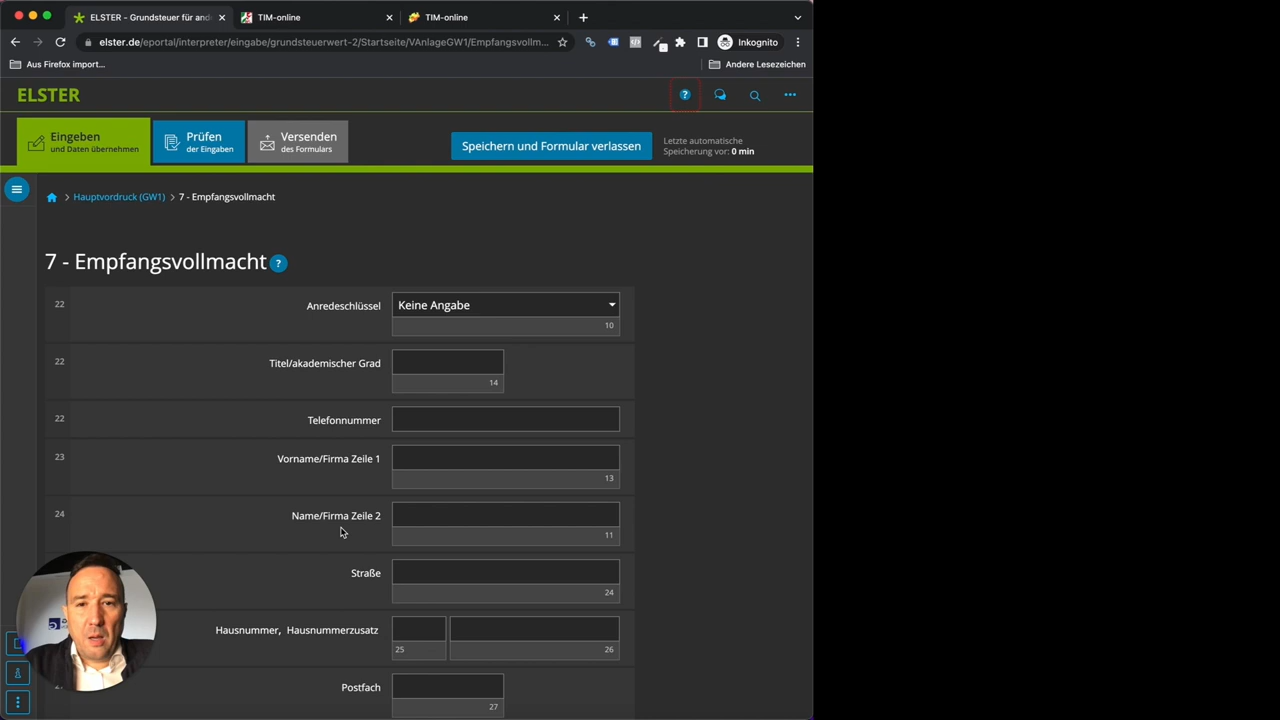 ELSTER - Grundsteuer für and
TIM-online
TIM-online
elster.de/eportal/interpreter/eingabe/grundsteuerwert-2/Startseite/VAnlageGW1/Empfangsvollm...
Inkognito
Aus Firefox import...
Andere Lesezeichen
ELSTER
Eingeben
und Daten übernehmen
Prüfen
der Eingaben
Versenden
des Formulars
Speichern und Formular verlassen
Letzte automatische
Speicherung vor: 0 min
Hauptvordruck (GW1)
7 - Empfangsvollmacht
7 - Empfangsvollmacht ?
22 Anredeschlüssel Keine Angabe
10
22 Titel/akademischer Grad
14
22 Telefonnummer
23 Vorname/Firma Zeile 1
13
24 Name/Firma Zeile 2
11
Straße
24
Hausnummer, Hausnummerzusatz
25 26
Postfach
27